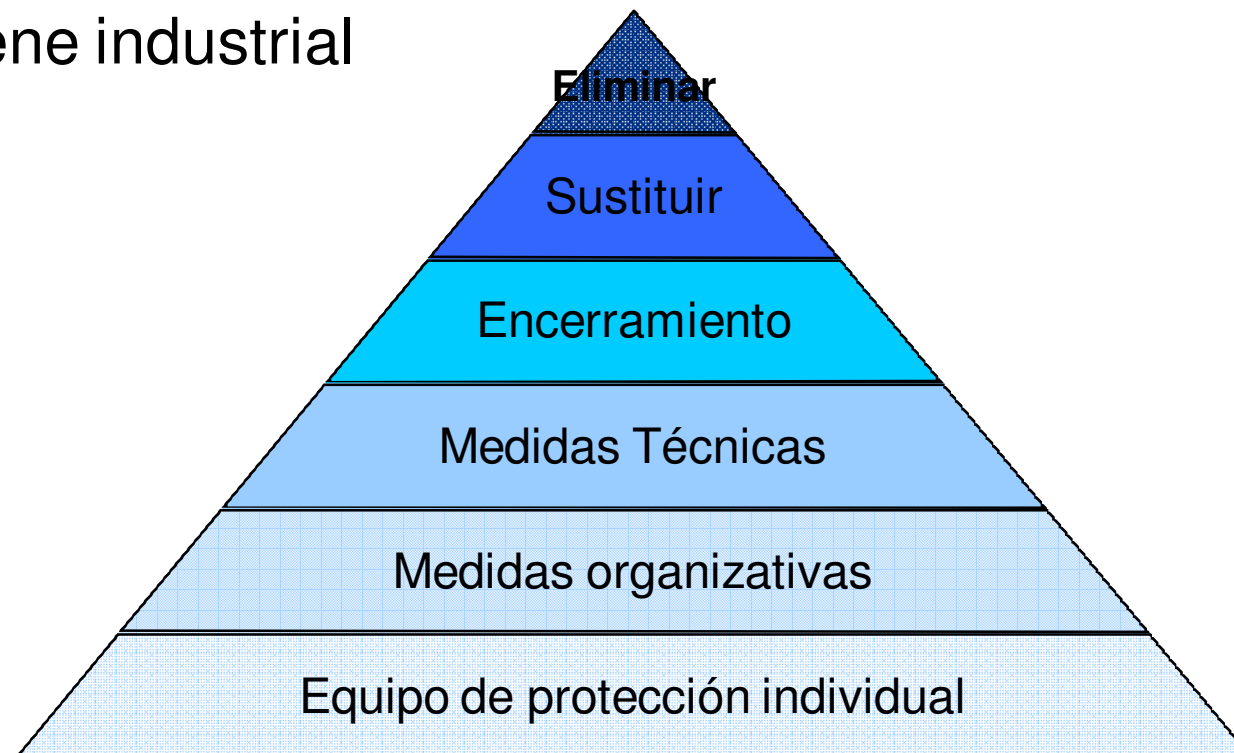 ene industrial
Eliminar
Sustituir
Encerramiento
Medidas Técnicas
Medidas organizativas
Equipo de protección individual